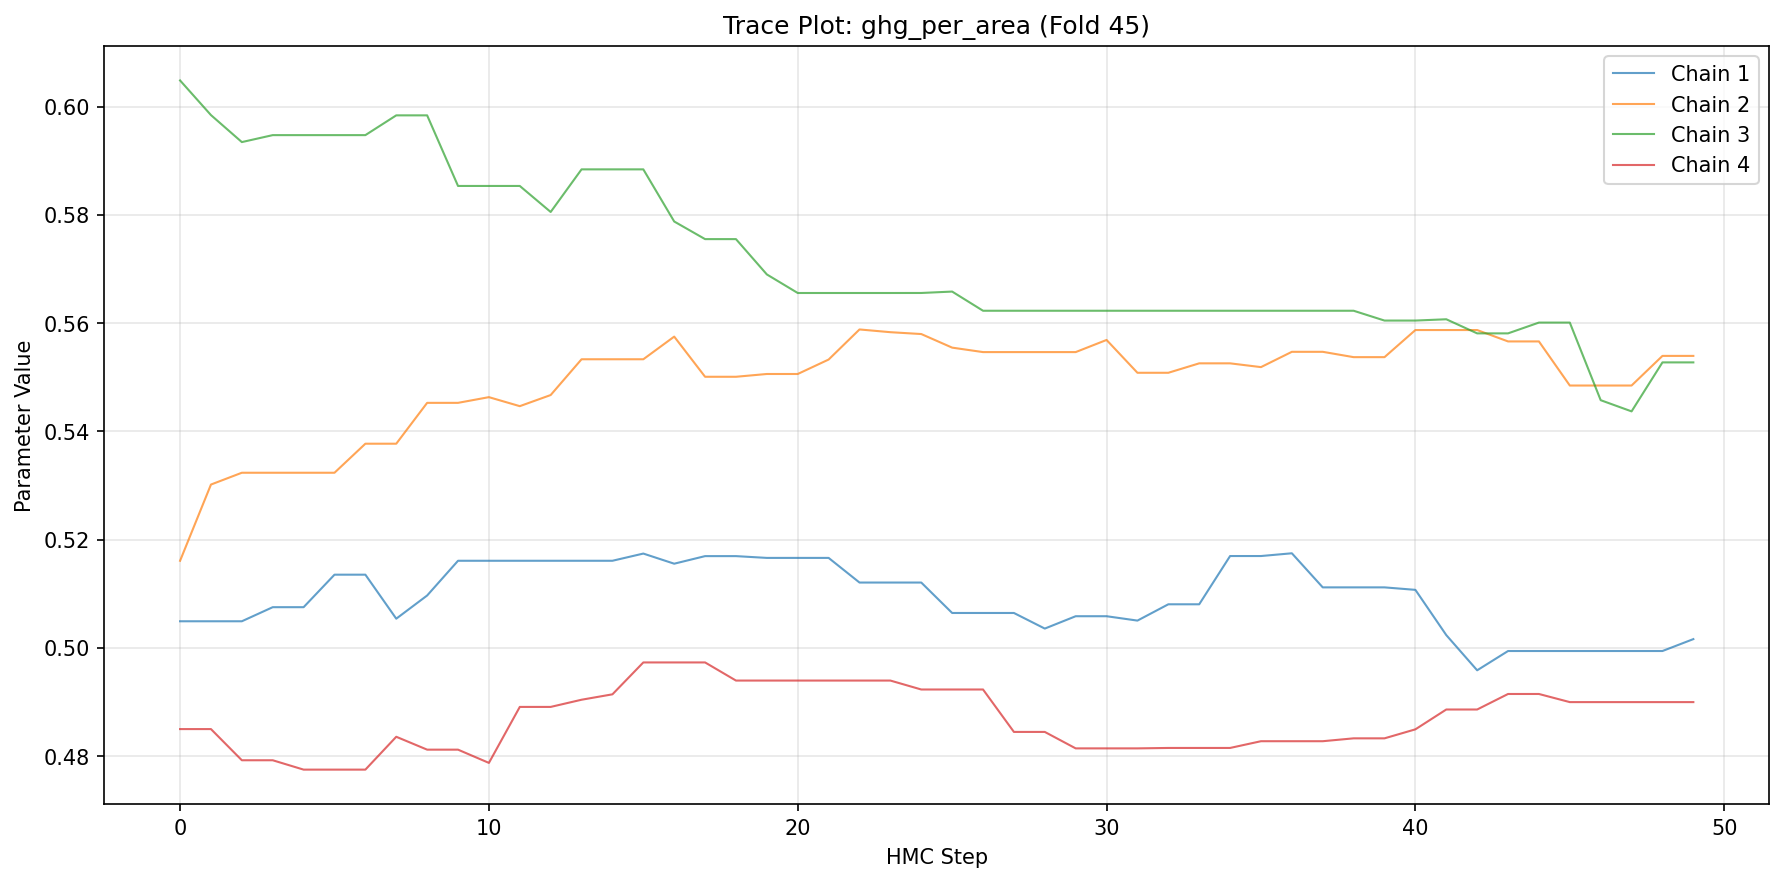 Trace Plot: ghg_per_area (Fold 45)
Chain 1
Chain 2
Chain 3
Chain 4
Parameter Value
0.60
0.58
0.56
0.54
0.52
0.50
0.48
0 10 20 30 40 50
HMC Step